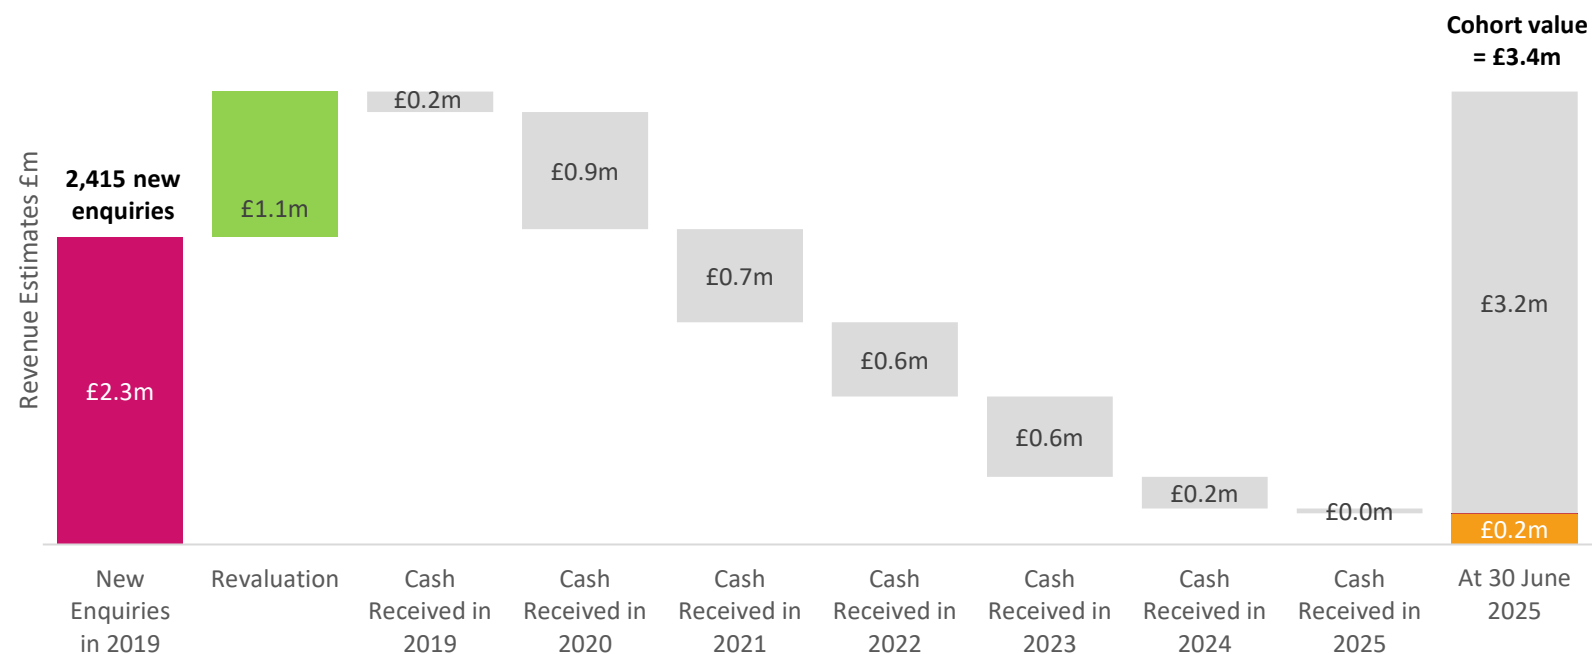 Cohort value
= £3.4m
Revenue Estimates £m
2,415 new
enquiries
£2.3m
£1.1m
£0.2m
£0.9m
£0.7m
£0.6m
£0.6m
£0.2m
£0.0m
£3.2m
£0.2m
New
Enquiries
in 2019
Revaluation
Cash
Received in
2019
Cash
Received in
2020
Cash
Received in
2021
Cash
Received in
2022
Cash
Received in
2023
Cash
Received in
2024
Cash
Received in
2025
At 30 June
2025